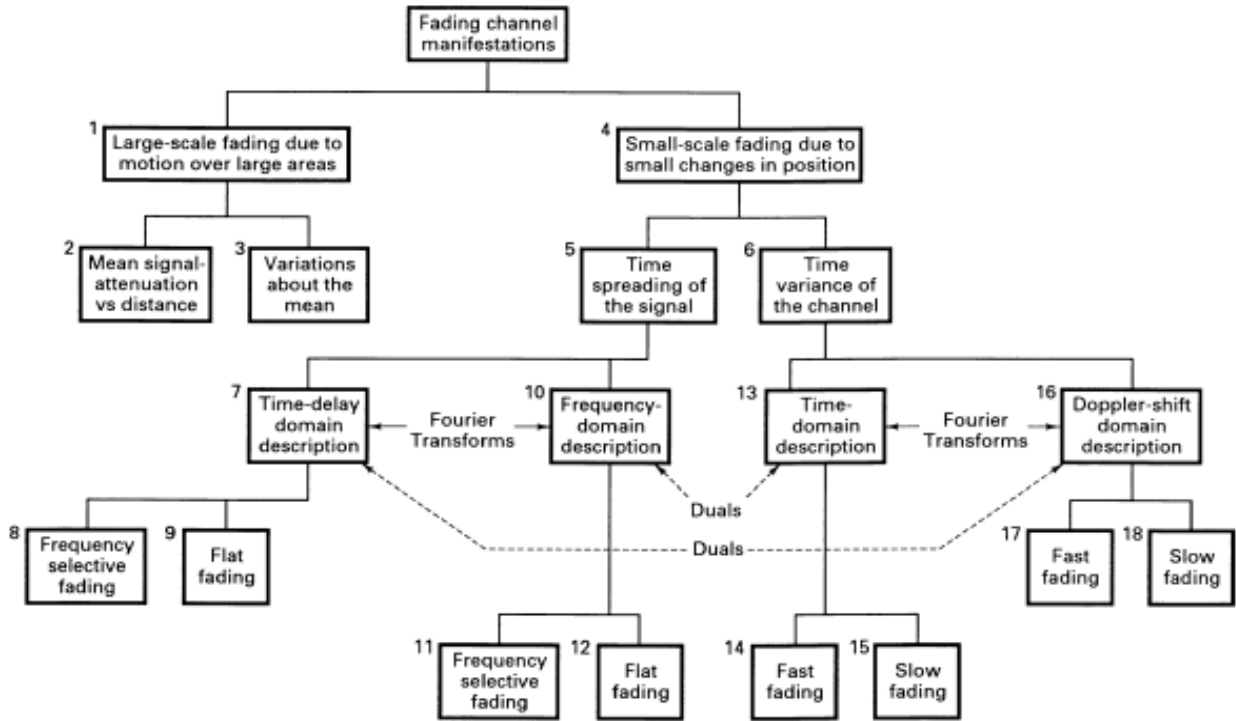 Fading channel
manifestations
1
Large-scale fading due to
motion over large areas
4
Small-scale fading due to
small changes in position
2
Mean signal-
attenuation
vs distance
3
Variations
about the
mean
5
Time
spreading of
the signal
6
Time
variance of
the channel
7
Time-delay
domain
description
Fourier
Transforms
10
Frequency-
domain
description
13
Time-
domain
description
Fourier
Transforms
16
Doppler-shift
domain
description
Duals
Duals
8
Frequency
selective
fading
9
Flat
fading
17
Fast
fading
18
Slow
fading
11
Frequency
selective
fading
12
Flat
fading
14
Fast
fading
15
Slow
fading